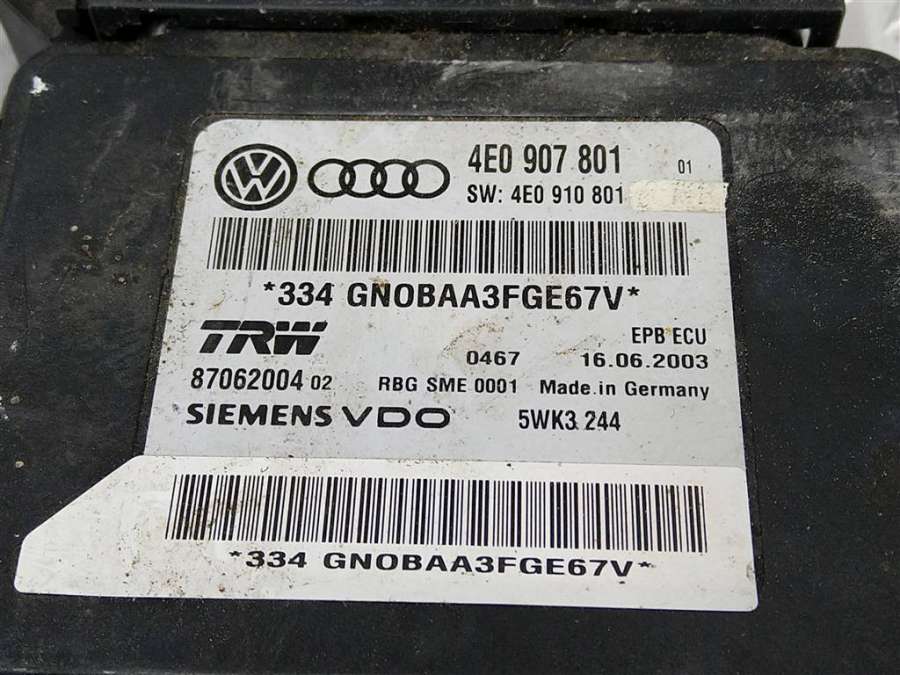 4E0 907 801 01
SW: 4E0 910 801
*334 GN0BAA3FGE67V*
TRW EPB ECU
0467 16.06.2003
87062004 02 RBG SME 0001 Made in Germany
SIEMENS VDO 5WK3 244
*334 GN0BAA3FGE67V*